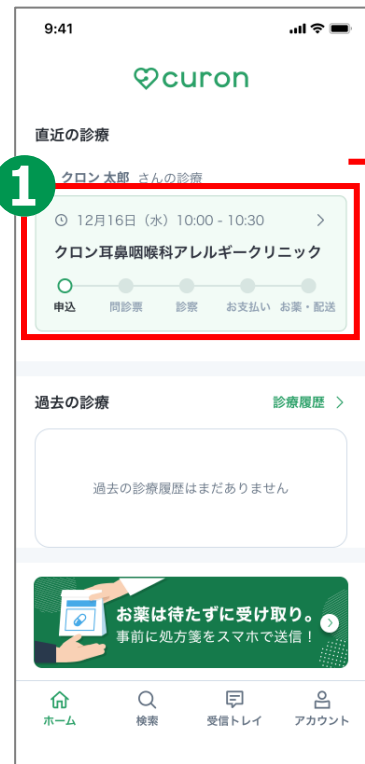 9:41
curon
直近の診療
1
クロン 太郎 さんの診療
12月16日（水）10:00 - 10:30
クロン耳鼻咽喉科アレルギークリニック
申込 問診票 診察 お支払い お薬・配送
過去の診療 診療履歴
過去の診療履歴はまだありません
お薬は待たずに受け取り。
事前に処方箋をスマホで送信！
ホーム 検索 受信トレイ アカウント